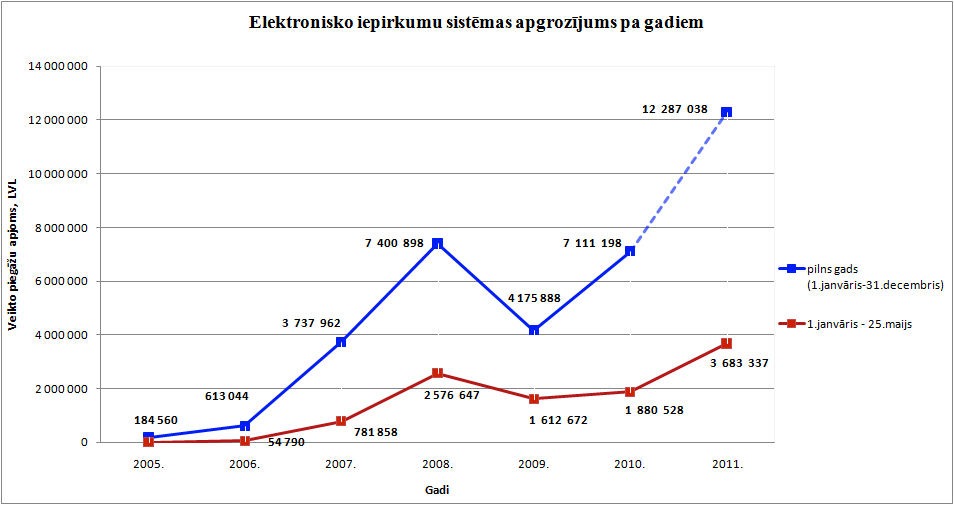 Elektronisko iepirkumu sistēmas apgrozījums pa gadiem
14 000 000
12 000 000
10 000 000
8 000 000
6 000 000
4 000 000
2 000 000
0
Veikto piegāžu apjoms, LVL
184 560
613 044
3 737 962
7 400 898
4 175 888
7 111 198
12 287 038
54 790
781 858
2 576 647
1 612 672
1 880 528
3 683 337
2005.
2006.
2007.
2008.
2009.
2010.
2011.
Gadi
pilns gads
(1.janvāris-31.decembris)
1.janvāris - 25.maijs